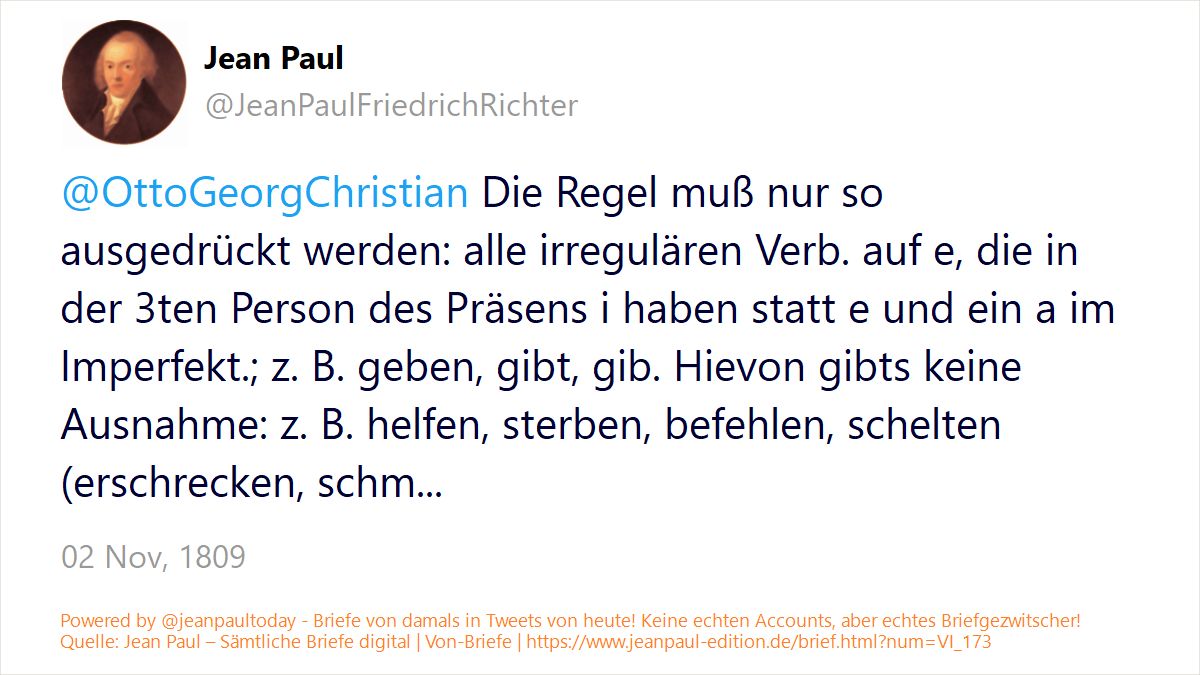 Jean Paul
@JeanPaulFriedrichRichter
@OttoGeorgChristian Die Regel muß nur so
ausgedrückt werden: alle irregulären Verb. auf e, die in
der 3ten Person des Präsens i haben statt e und ein a im
Imperfekt.; z. B. geben, gibt, gib. Hievon gibts keine
Ausnahme: z. B. helfen, sterben, befehlen, schelten
(erschrecken, schm...
02 Nov, 1809
Powered by @jeanpaultoday - Briefe von damals in Tweets von heute! Keine echten Accounts, aber echtes Briefgezwitscher!
Quelle: Jean Paul – Sämtliche Briefe digital | Von-Briefe | https://www.jeanpaul-edition.de/brief.html?num=VI_173